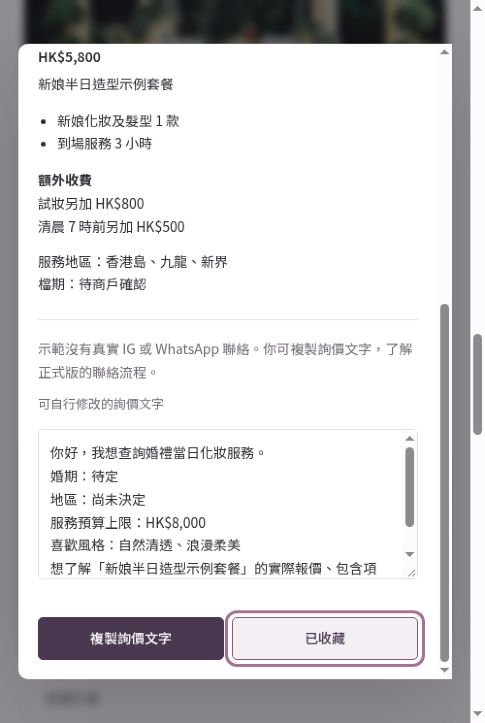 HK$5,800
新娘半日造型示例套餐
• 新娘化妝及髮型 1 款
• 到場服務 3 小時
額外收費
試妝另加 HK$800
清晨 7 時前另加 HK$500
服務地區：香港島、九龍、新界
檔期：待商戶確認
示範沒有真實 IG 或 WhatsApp 聯絡。你可複製詢價文字，了解
正式版的聯絡流程。
可自行修改的詢價文字
你好，我想查詢婚禮當日化妝服務。
婚期：待定
地區：尚未決定
服務預算上限：HK$8,000
喜歡風格：自然清透、浪漫柔美
想了解「新娘半日造型示例套餐」的實際報價、包含項
複製詢價文字
已收藏